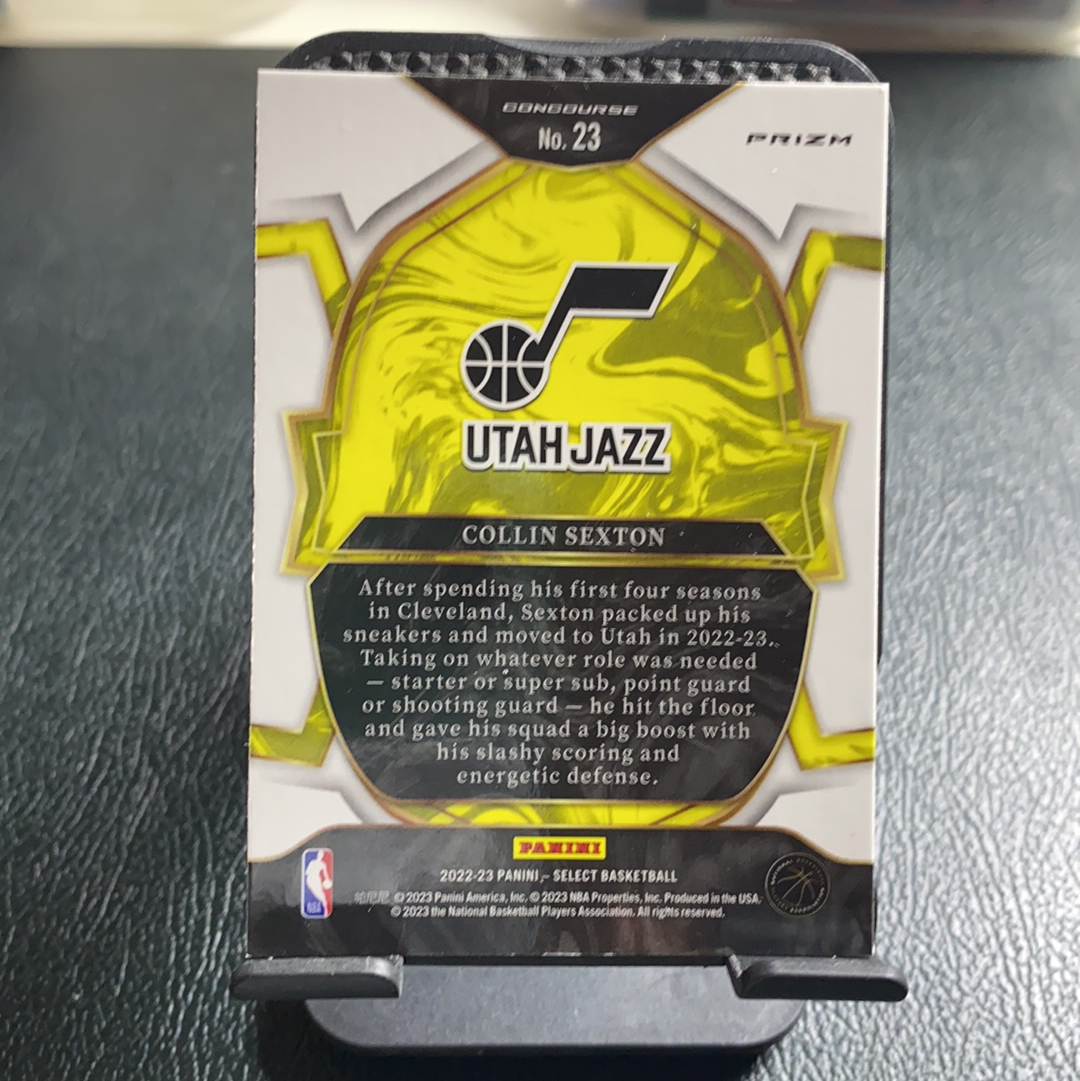 CONCOURSE
No. 23
PRIZM
UTAH JAZZ
COLLIN SEXTON
After spending his first four seasons
in Cleveland, Sexton packed up his
sneakers and moved to Utah in 2022-23.
Taking on whatever role was needed
— starter or super sub, point guard
or shooting guard — he hit the floor
and gave his squad a big boost with
his slashy scoring and
energetic defense.
PANINI
2022-23 PANINI – SELECT BASKETBALL
帕尼尼 © 2023 Panini America, Inc. © 2023 NBA Properties, Inc. Produced in the USA.
© 2023 the National Basketball Players Association. All rights reserved.
NBA